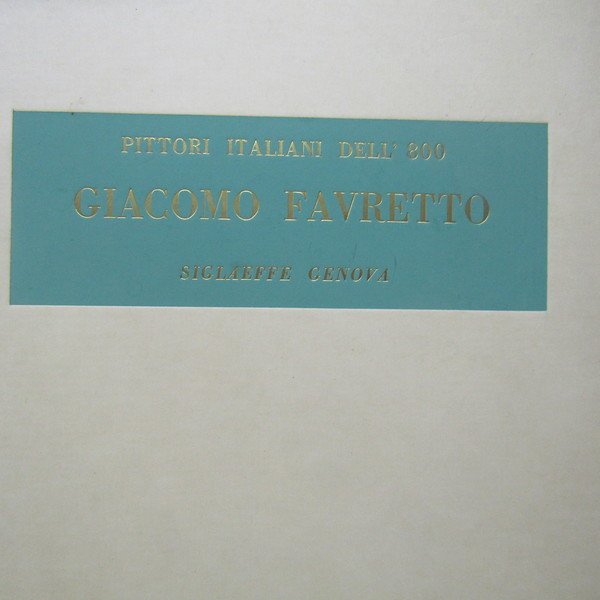 PITTORI ITALIANI DELL' 800
GIACOMO FAVRETTO
SIGLAEFFE GENOVA